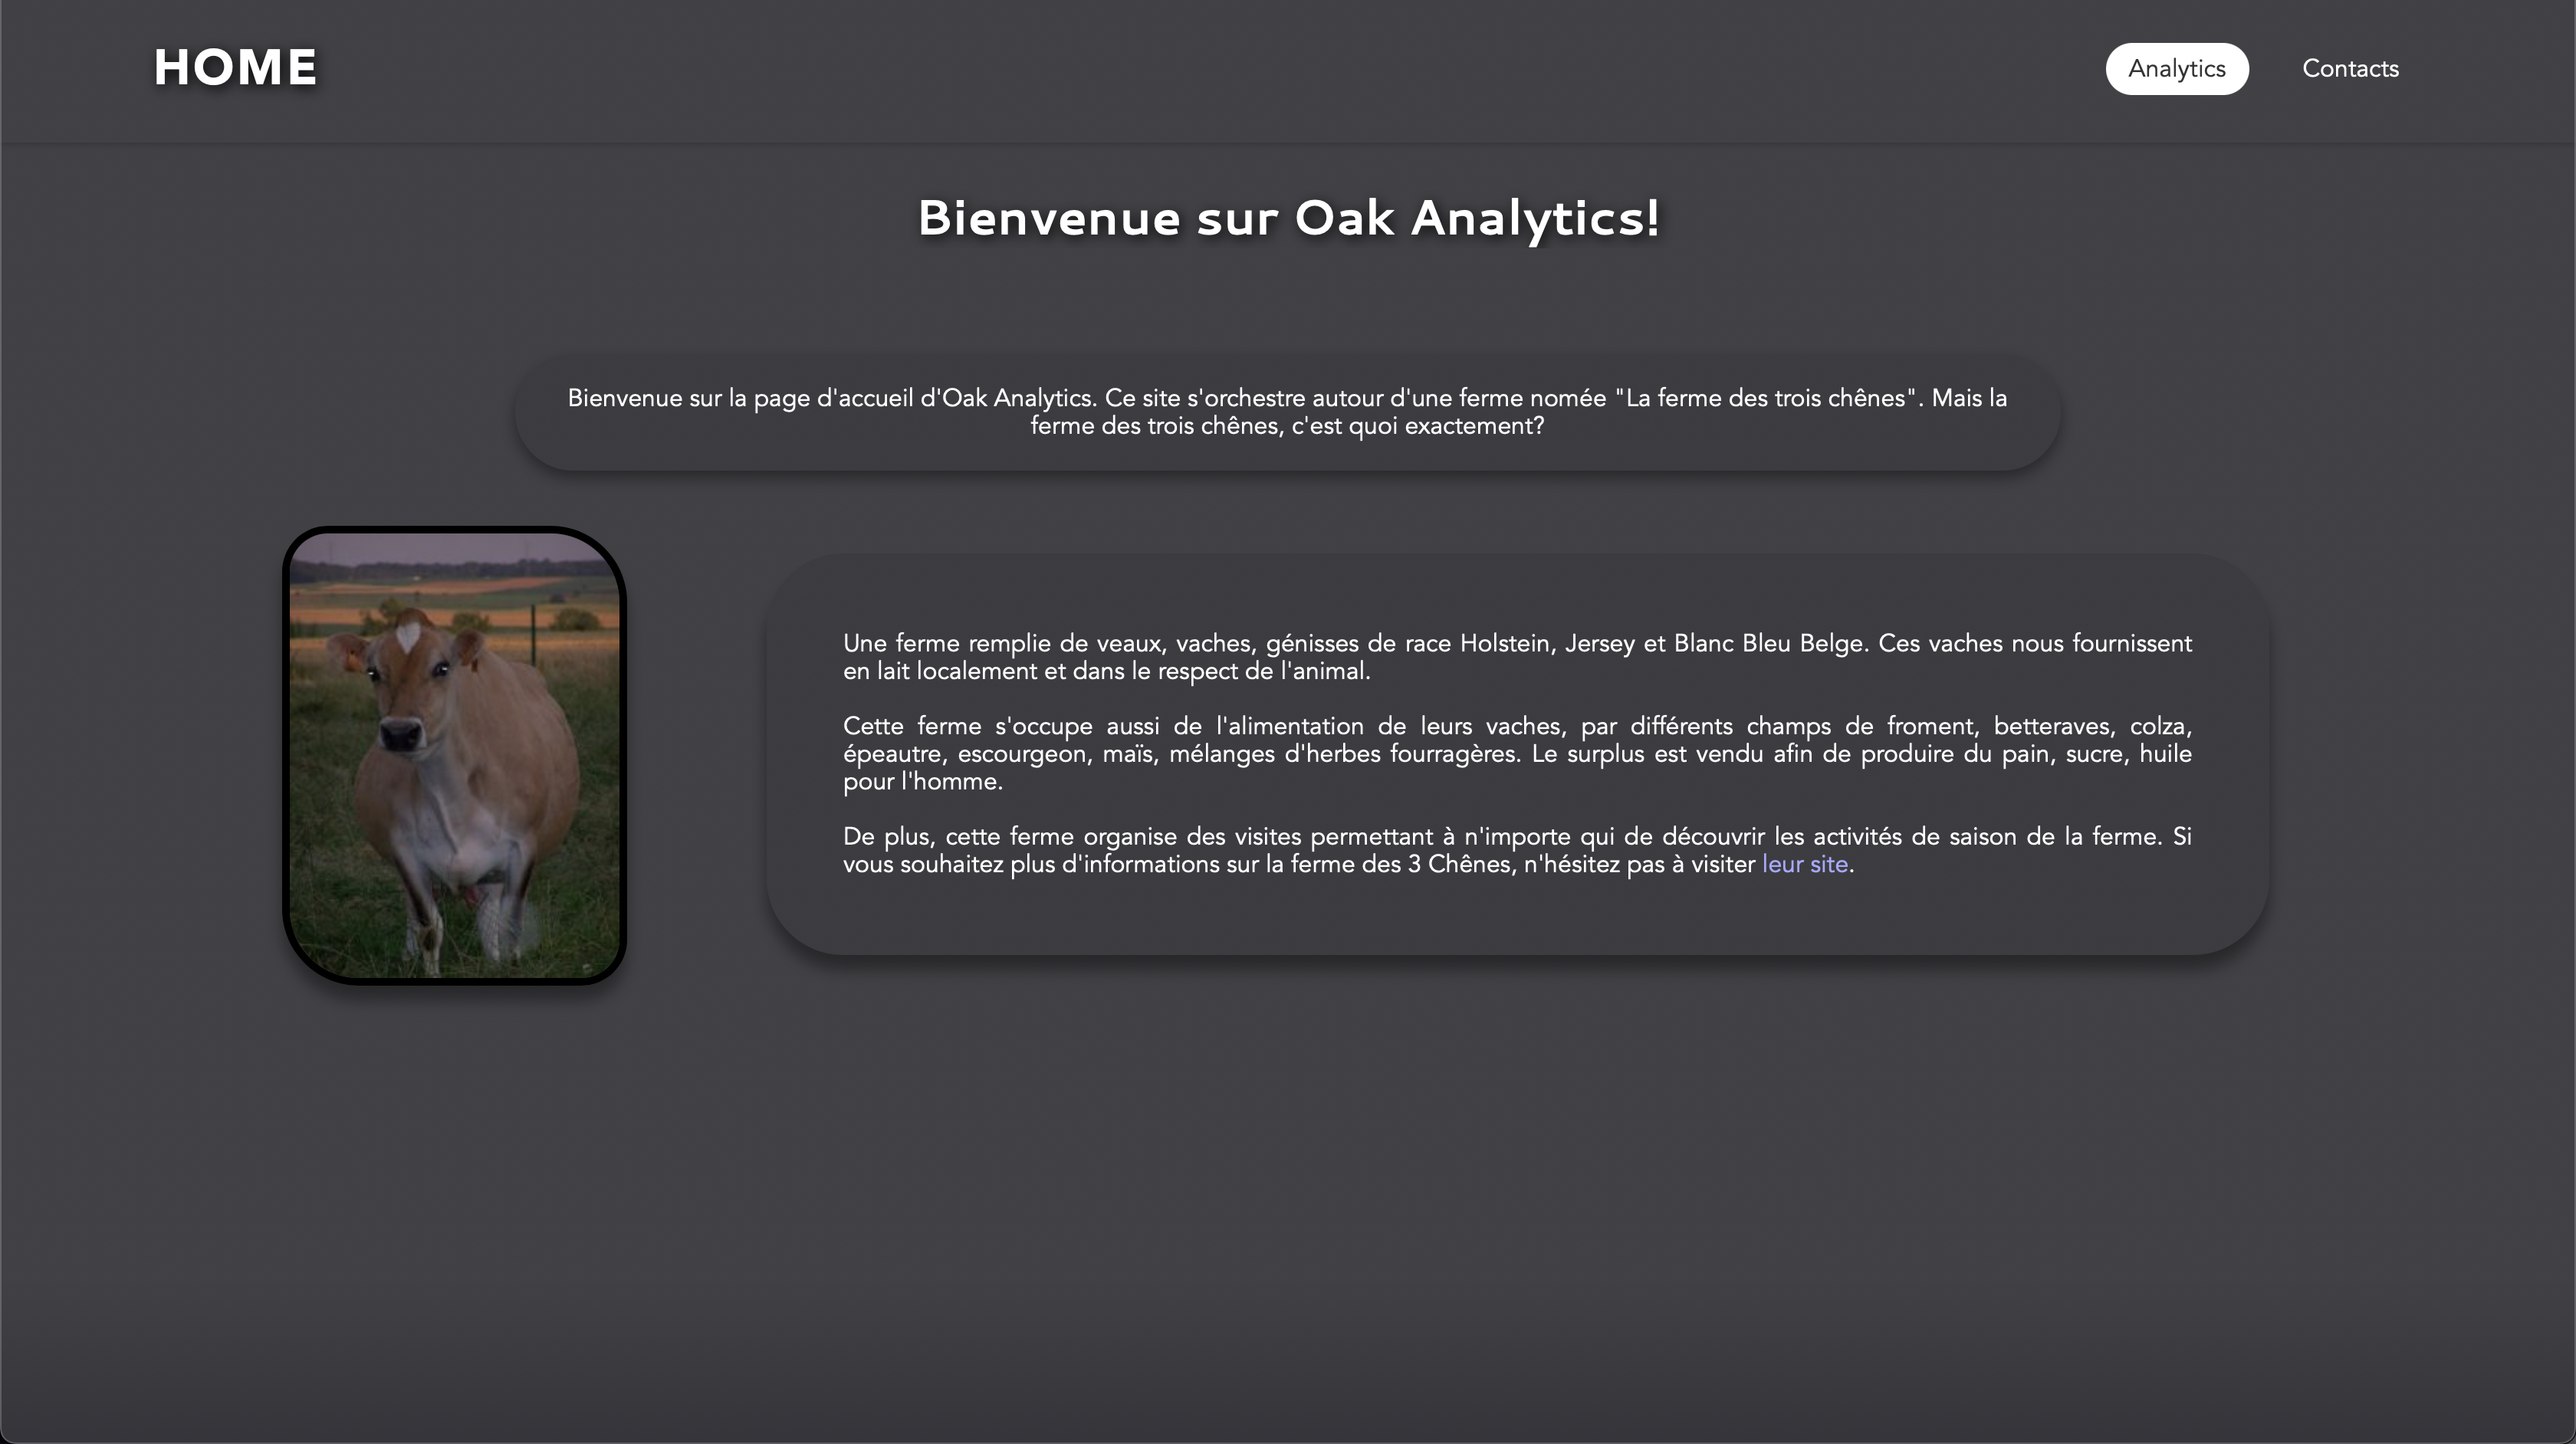 HOME
Analytics
Contacts
Bienvenue sur Oak Analytics!
Bienvenue sur la page d'accueil d'Oak Analytics. Ce site s'orchestre autour d'une ferme nomée "La ferme des trois chênes". Mais la
ferme des trois chênes, c'est quoi exactement?
Une ferme remplie de veaux, vaches, génisses de race Holstein, Jersey et Blanc Bleu Belge. Ces vaches nous fournissent
en lait localement et dans le respect de l'animal.
Cette ferme s'occupe aussi de l'alimentation de leurs vaches, par différents champs de froment, betteraves, colza,
épeautre, escourgeon, maïs, mélanges d'herbes fourragères. Le surplus est vendu afin de produire du pain, sucre, huile
pour l'homme.
De plus, cette ferme organise des visites permettant à n'importe qui de découvrir les activités de saison de la ferme. Si
vous souhaitez plus d'informations sur la ferme des 3 Chênes, n'hésitez pas à visiter leur site.